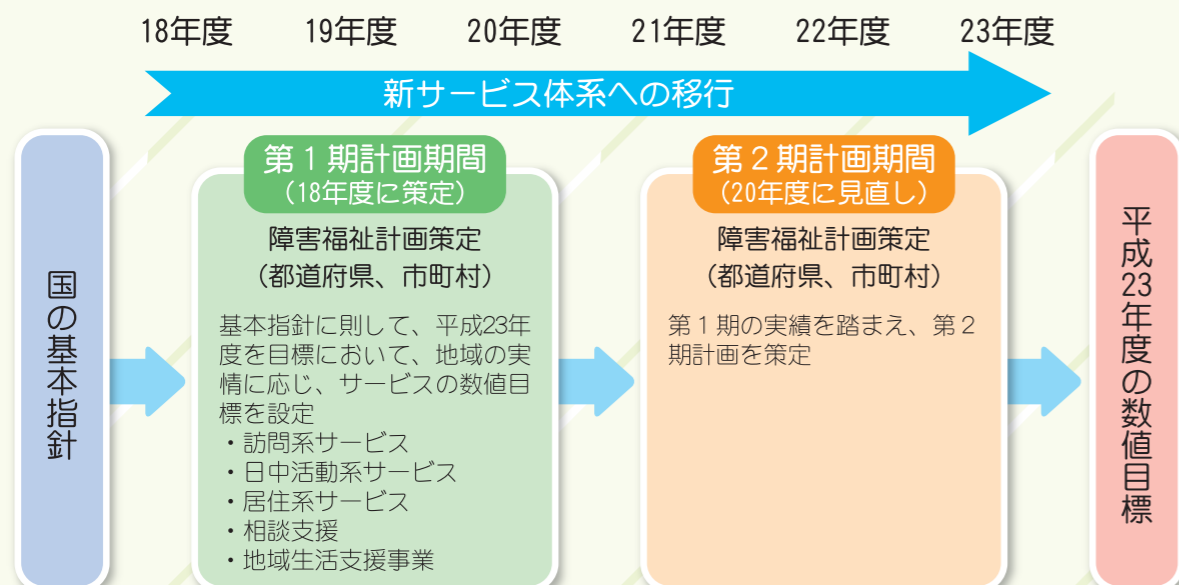 18年度 19年度 20年度 21年度 22年度 23年度
新サービス体系への移行
国の基本指針
第1期計画期間
（18年度に策定）
障害福祉計画策定
（都道府県、市町村）
基本指針に則して、平成23年
度を目標において、地域の実
情に応じ、サービスの数値目
標を設定
・訪問系サービス
・日中活動系サービス
・居住系サービス
・相談支援
・地域生活支援事業
第2期計画期間
（20年度に見直し）
障害福祉計画策定
（都道府県、市町村）
第1期の実績を踏まえ、第2
期計画を策定
平成23年度の数値目標